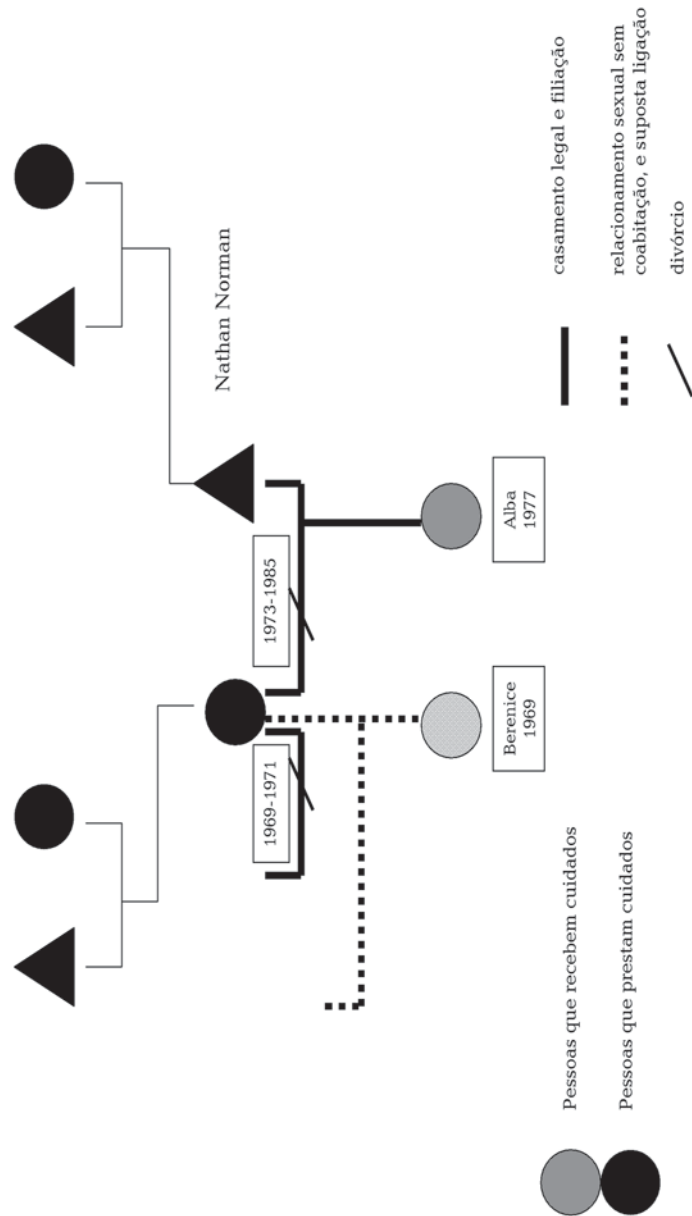 Nathan Norman
1969-1971
1973-1985
Berenice
1969
Alba
1977
Pessoas que recebem cuidados
Pessoas que prestam cuidados
casamento legal e filiação
relacionamento sexual sem
coabitação, e suposta ligação
divórcio